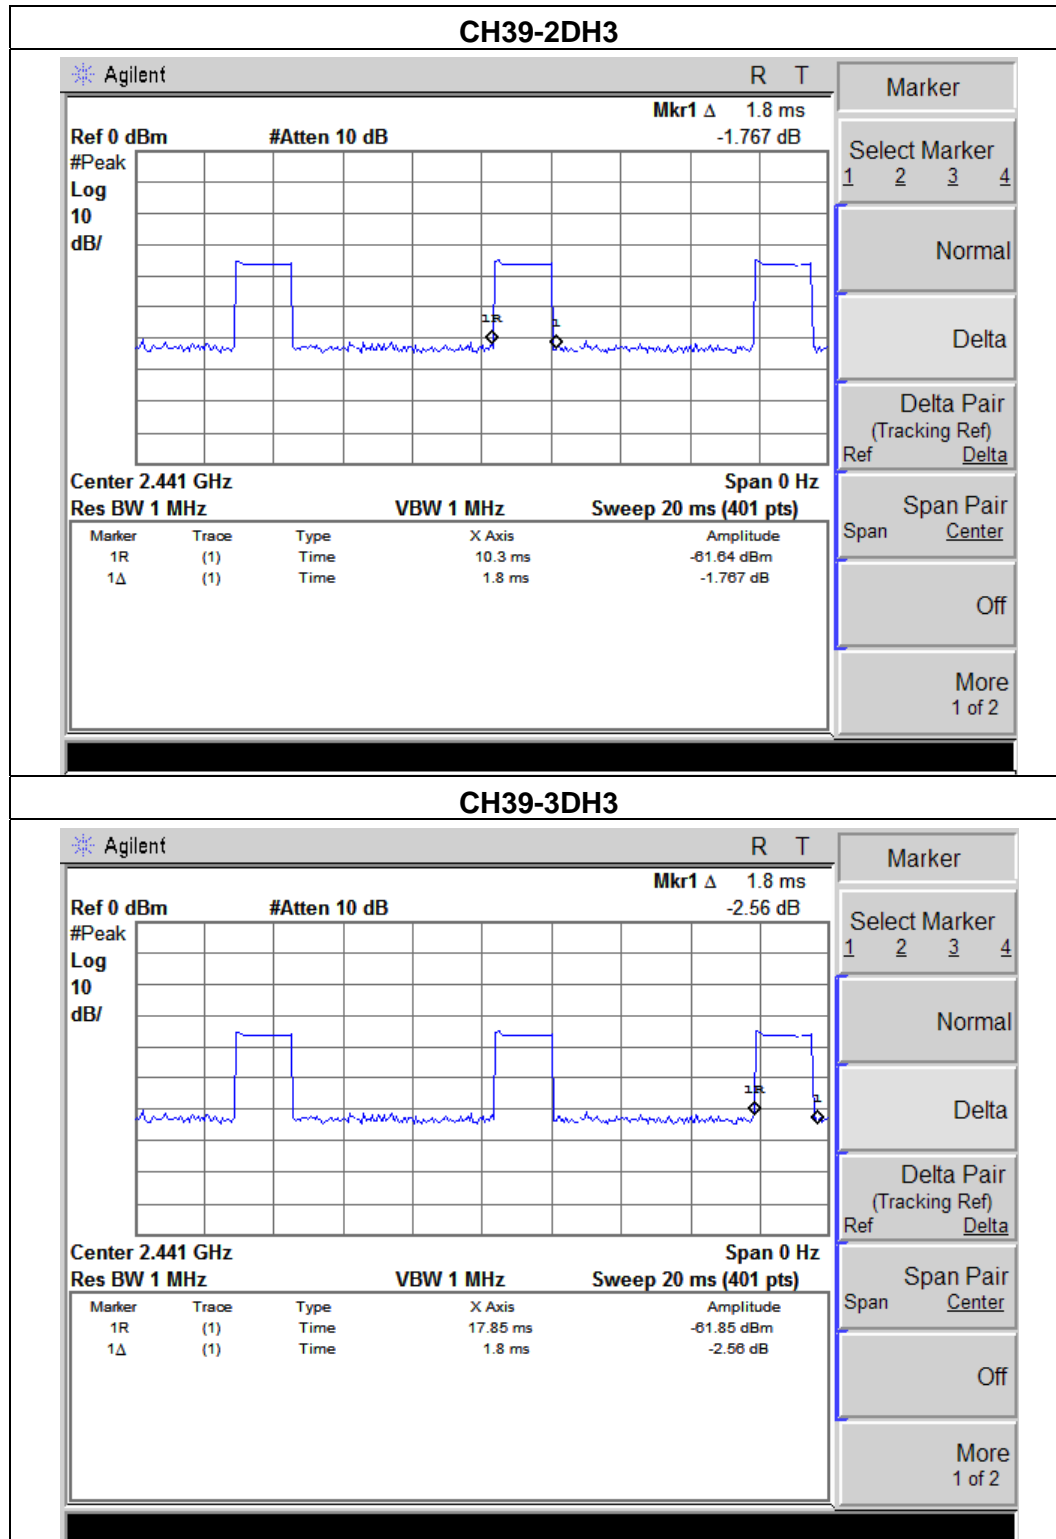 CH39-2DH3
Agilent R T
Marker
Mkr1 Δ 1.8 ms
Ref 0 dBm #Atten 10 dB -1.767 dB
#Peak
Log
10
dB/
1R
1
Center 2.441 GHz Span 0 Hz
Res BW 1 MHz VBW 1 MHz Sweep 20 ms (401 pts)
Marker Trace Type X Axis Amplitude
1R (1) Time 10.3 ms -61.64 dBm
1Δ (1) Time 1.8 ms -1.767 dB
Select Marker
1 2 3 4
Normal
Delta
Delta Pair
(Tracking Ref)
Ref Delta
Span Pair
Span Center
Off
More
1 of 2
CH39-3DH3
Agilent R T
Marker
Mkr1 Δ 1.8 ms
Ref 0 dBm #Atten 10 dB -2.56 dB
#Peak
Log
10
dB/
1R
1
Center 2.441 GHz Span 0 Hz
Res BW 1 MHz VBW 1 MHz Sweep 20 ms (401 pts)
Marker Trace Type X Axis Amplitude
1R (1) Time 17.85 ms -61.85 dBm
1Δ (1) Time 1.8 ms -2.56 dB
Select Marker
1 2 3 4
Normal
Delta
Delta Pair
(Tracking Ref)
Ref Delta
Span Pair
Span Center
Off
More
1 of 2